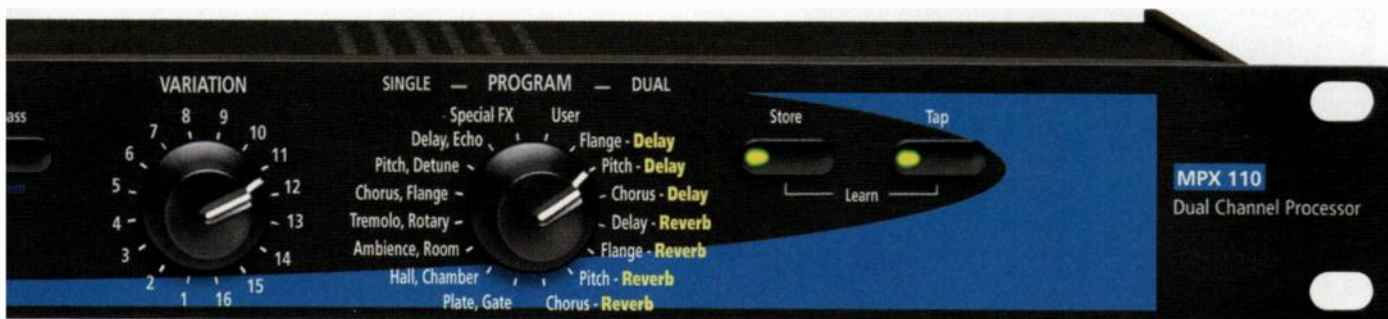 VARIATION
SINGLE — PROGRAM — DUAL
ass
8 9
7 10
6 11
5 12
4 13
3 14
2 15
1 16
Special FX User
Delay, Echo Flange - Delay
Pitch, Detune Pitch - Delay
Chorus, Flange Chorus - Delay
Tremolo, Rotary Delay - Reverb
Ambience, Room Flange - Reverb
Hall, Chamber Pitch - Reverb
Plate, Gate Chorus - Reverb
Store Tap
Learn
MPX 110
Dual Channel Processor